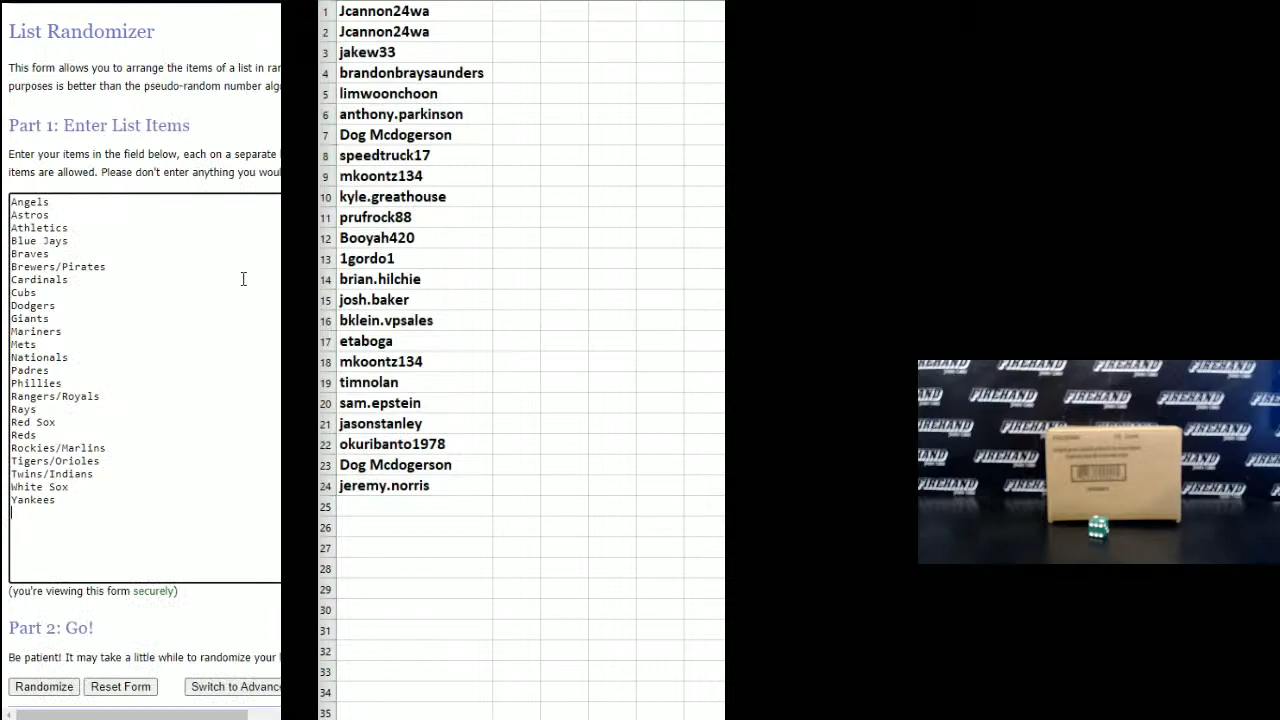 List Randomizer
This form allows you to arrange the items of a list in ran
purposes is better than the pseudo-random number algo
Part 1: Enter List Items
Enter your items in the field below, each on a separate
items are allowed. Please don't enter anything you woul
Angels
Astros
Athletics
Blue Jays
Braves
Brewers/Pirates
Cardinals
Cubs
Dodgers
Giants
Mariners
Mets
Nationals
Padres
Phillies
Rangers/Royals
Rays
Red Sox
Reds
Rockies/Marlins
Tigers/Orioles
Twins/Indians
White Sox
Yankees
(you're viewing this form securely)
Part 2: Go!
Be patient! It may take a little while to randomize your
Randomize Reset Form Switch to Advanc
1 Jcannon24wa
2 Jcannon24wa
3 jakew33
4 brandonbraysaunders
5 limwoonchoon
6 anthony.parkinson
7 Dog Mcdogerson
8 speedtruck17
9 mkoontz134
10 kyle.greathouse
11 prufrock88
12 Booyah420
13 1gordo1
14 brian.hilchie
15 josh.baker
16 bklein.vpsales
17 etaboga
18 mkoontz134
19 timnolan
20 sam.epstein
21 jasonstanley
22 okuribanto1978
23 Dog Mcdogerson
24 jeremy.norris
25
26
27
28
29
30
31
32
33
34
35
FIREHAND